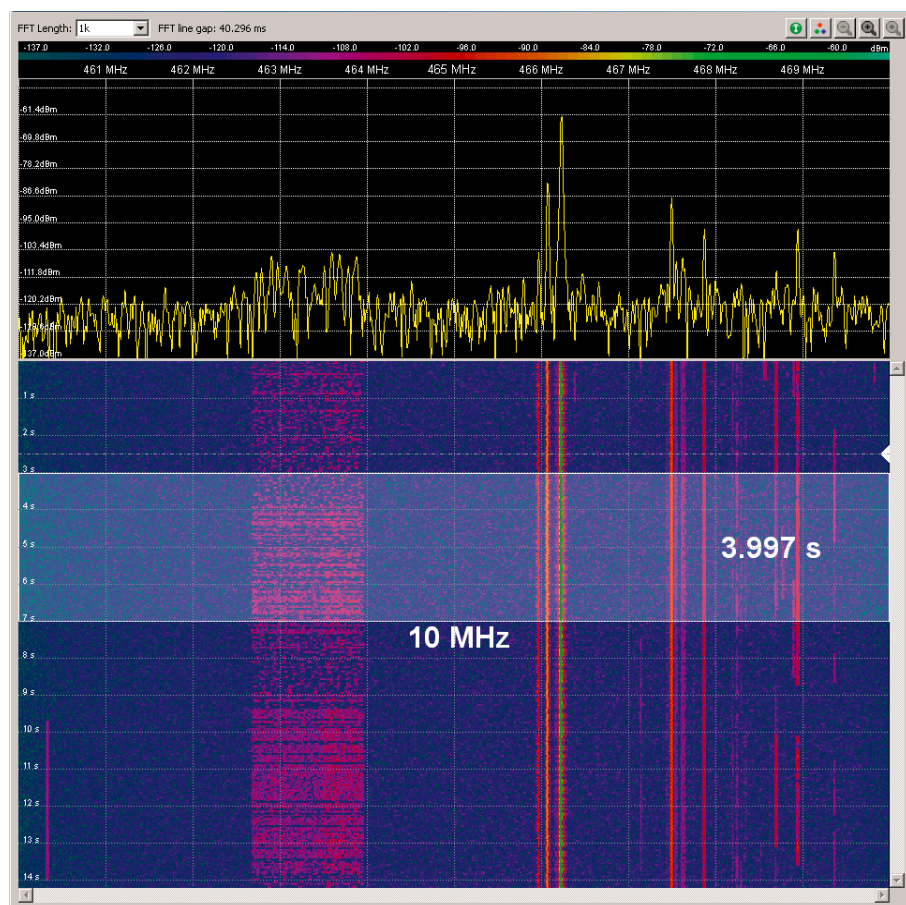 FFT Length: 1k FFT line gap: 40.296 ms
-137.0 -132.0 -126.0 -120.0 -114.0 -108.0 -102.0 -96.0 -90.0 -84.0 -78.0 -72.0 -66.0 -60.0 dBm
461 MHz 462 MHz 463 MHz 464 MHz 465 MHz 466 MHz 467 MHz 468 MHz 469 MHz
-61.4dBm
-69.8dBm
-78.2dBm
-86.6dBm
-95.0dBm
-103.4dBm
-111.8dBm
-120.2dBm
-137.0dBm
1 s
2 s
3 s
4 s
5 s
3.997 s
6 s
7 s
10 MHz
8 s
9 s
10 s
11 s
12 s
13 s
14 s